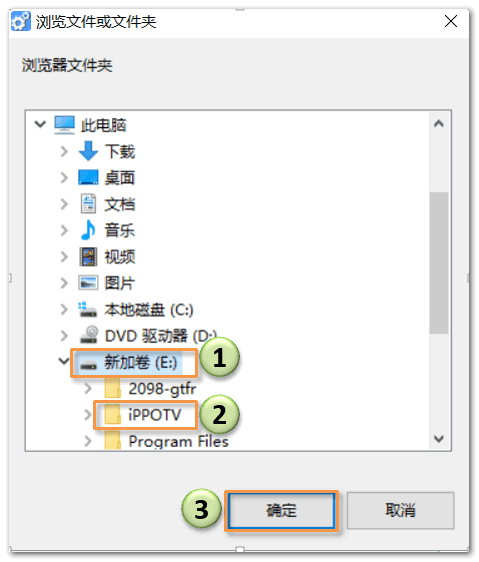 浏览文件或文件夹
浏览器文件夹
此电脑
下载
桌面
文档
音乐
视频
图片
本地磁盘 (C:)
DVD 驱动器 (D:)
新加卷 (E:) 1
2098-gtfr
iPPOTV 2
Program Files
3 确定 取消